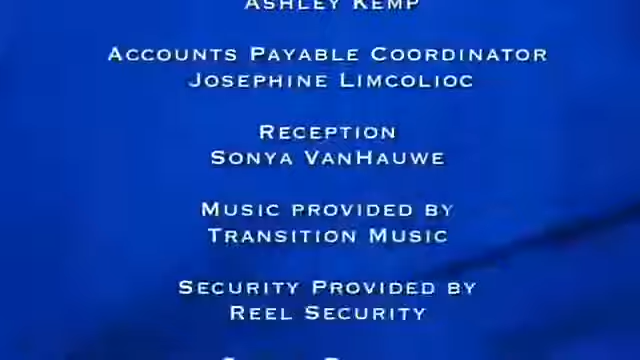 Ashley Kemp
Accounts Payable Coordinator
Josephine Limcolioc
Reception
Sonya VanHauwe
Music provided by
Transition Music
Security Provided by
Reel Security